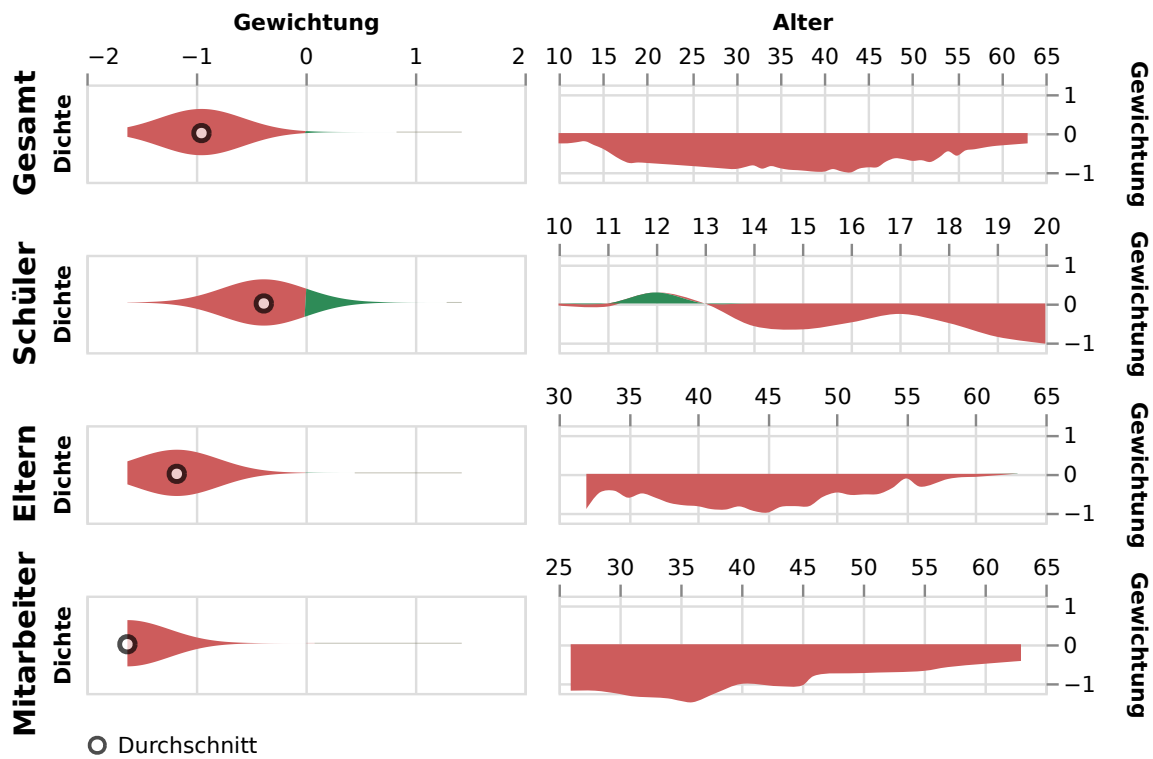 Gewichtung
Alter
−2 −1 0 1 2
10 15 20 25 30 35 40 45 50 55 60 65
Gesamt
Dichte
1
0
−1
Gewichtung
10 11 12 13 14 15 16 17 18 19 20
Schüler
Dichte
1
0
−1
Gewichtung
30 35 40 45 50 55 60 65
Eltern
Dichte
1
0
−1
Gewichtung
25 30 35 40 45 50 55 60 65
Mitarbeiter
Dichte
1
0
−1
Gewichtung
Durchschnitt